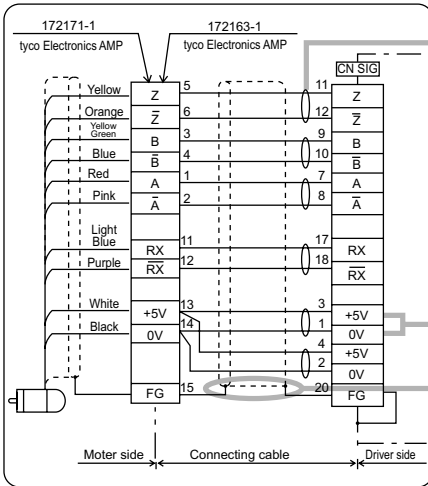 172171-1 172163-1
tyco Electronics AMP tyco Electronics AMP
CN SIG
Yellow Z 5 11 Z
Orange Z̅ 6 12 Z̅
Yellow
Green B 3 9 B
Blue B̅ 4 10 B̅
Red A 1 7 A
Pink A̅ 2 8 A̅
Light
Blue RX 11 17 RX
Purple R̅X̅ 12 18 R̅X̅
White +5V 13 3 +5V
Black 0V 14 1 0V
4 +5V
2 0V
FG 15 20 FG
Moter side Connecting cable Driver side